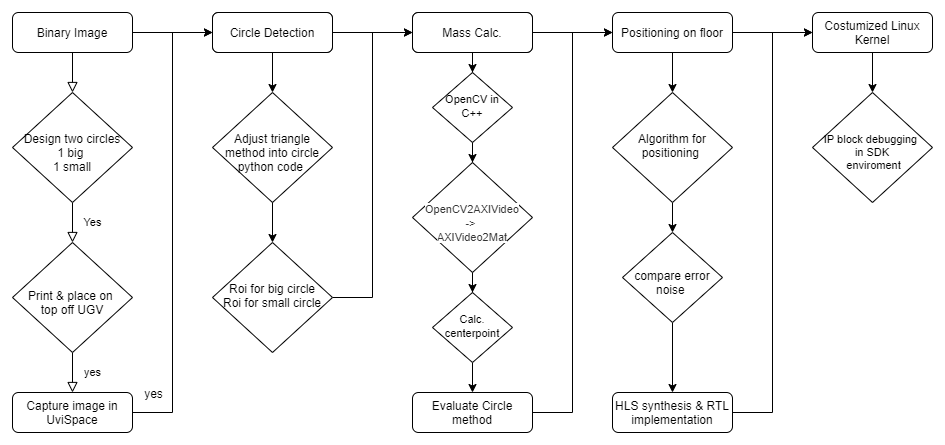 Binary Image
Design two circles
1 big
1 small
Yes
Print & place on
top off UGV
yes
Capture image in
UviSpace
yes
Circle Detection
Adjust triangle
method into circle
python code
Roi for big circle
Roi for small circle
Mass Calc.
OpenCV in
C++
OpenCV2AXIVideo
->
AXIVideo2Mat
Calc.
centerpoint
Evaluate Circle
method
Positioning on floor
Algorithm for
positioning
compare error
noise
HLS synthesis & RTL
implementation
Costumized Linux
Kernel
IP block debugging
in SDK
enviroment